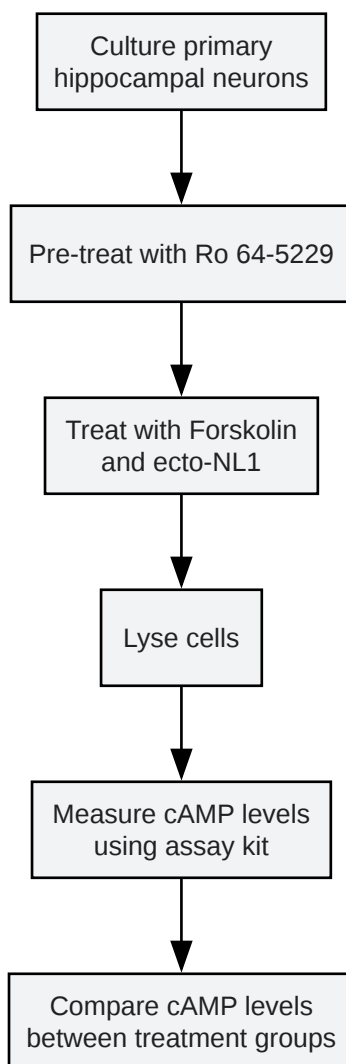 Culture primary
hippocampal neurons
Pre-treat with Ro 64-5229
Treat with Forskolin
and ecto-NL1
Lyse cells
Measure cAMP levels
using assay kit
Compare cAMP levels
between treatment groups